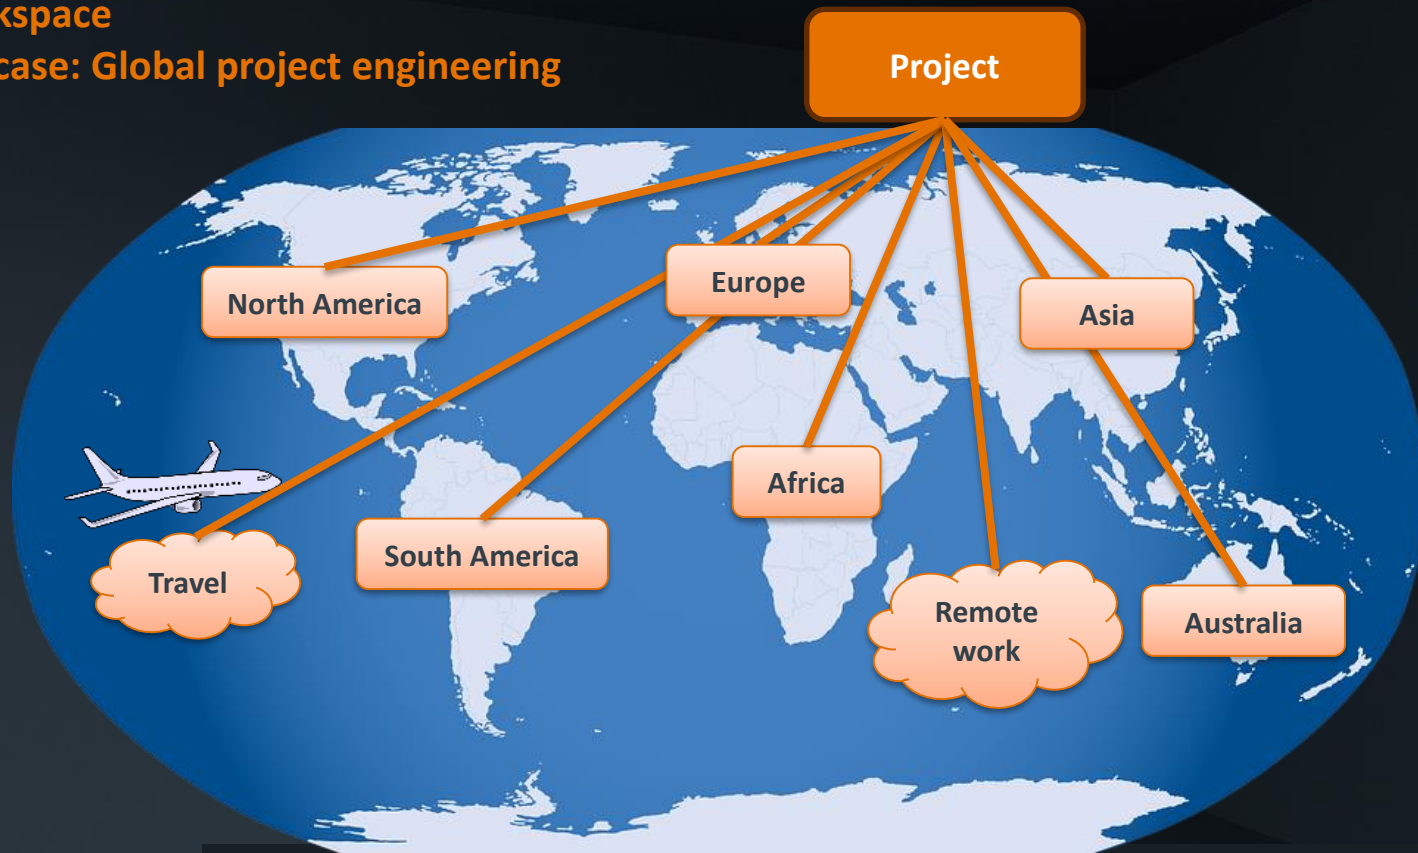 kspace
case: Global project engineering
Project
North America
Europe
Asia
Africa
Travel
South America
Remote
work
Australia